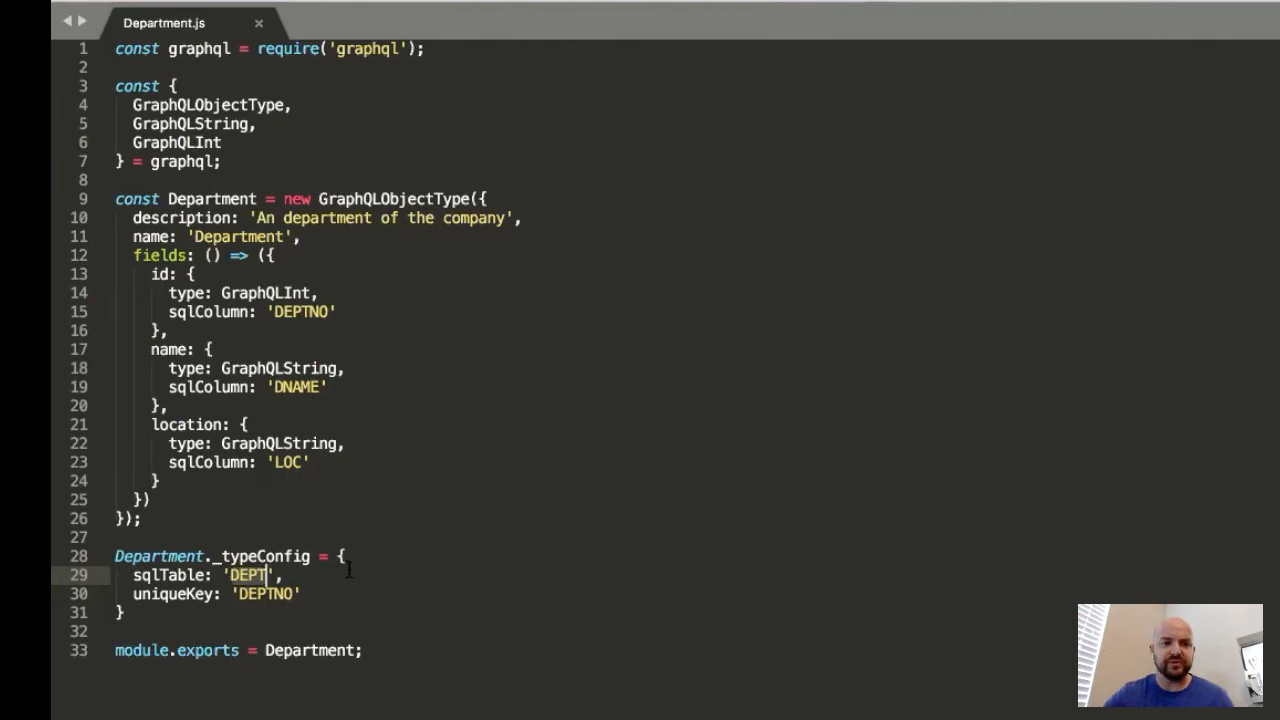 Department.js ×
1 const graphql = require('graphql');
2
3 const {
4 GraphQLObjectType,
5 GraphQLString,
6 GraphQLInt
7 } = graphql;
8
9 const Department = new GraphQLObjectType({
10 description: 'An department of the company',
11 name: 'Department',
12 fields: () => ({
13 id: {
14 type: GraphQLInt,
15 sqlColumn: 'DEPTNO'
16 },
17 name: {
18 type: GraphQLString,
19 sqlColumn: 'DNAME'
20 },
21 location: {
22 type: GraphQLString,
23 sqlColumn: 'LOC'
24 }
25 })
26 });
27
28 Department._typeConfig = {
29 sqlTable: 'DEPT',
30 uniqueKey: 'DEPTNO'
31 }
32
33 module.exports = Department;